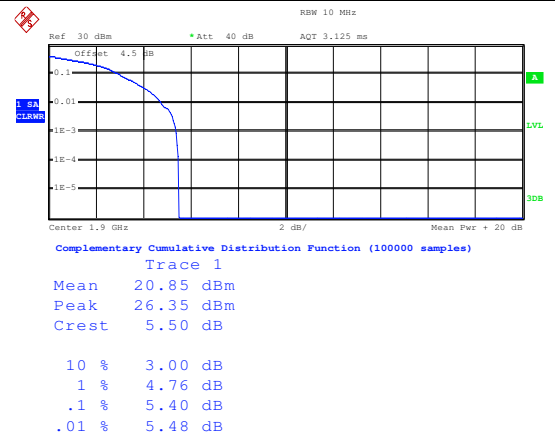 RBW 10 MHz
Ref 30 dBm *Att 40 dB AQT 3.125 ms
Offset 4.5 dB
0.1
A
1 SA
0.01
CLRWR
LVL
1E-3
1E-4
1E-5
3DB
Center 1.9 GHz 2 dB/ Mean Pwr + 20 dB
Complementary Cumulative Distribution Function (100000 samples)
Trace 1
Mean 20.85 dBm
Peak 26.35 dBm
Crest 5.50 dB
10 % 3.00 dB
1 % 4.76 dB
.1 % 5.40 dB
.01 % 5.48 dB